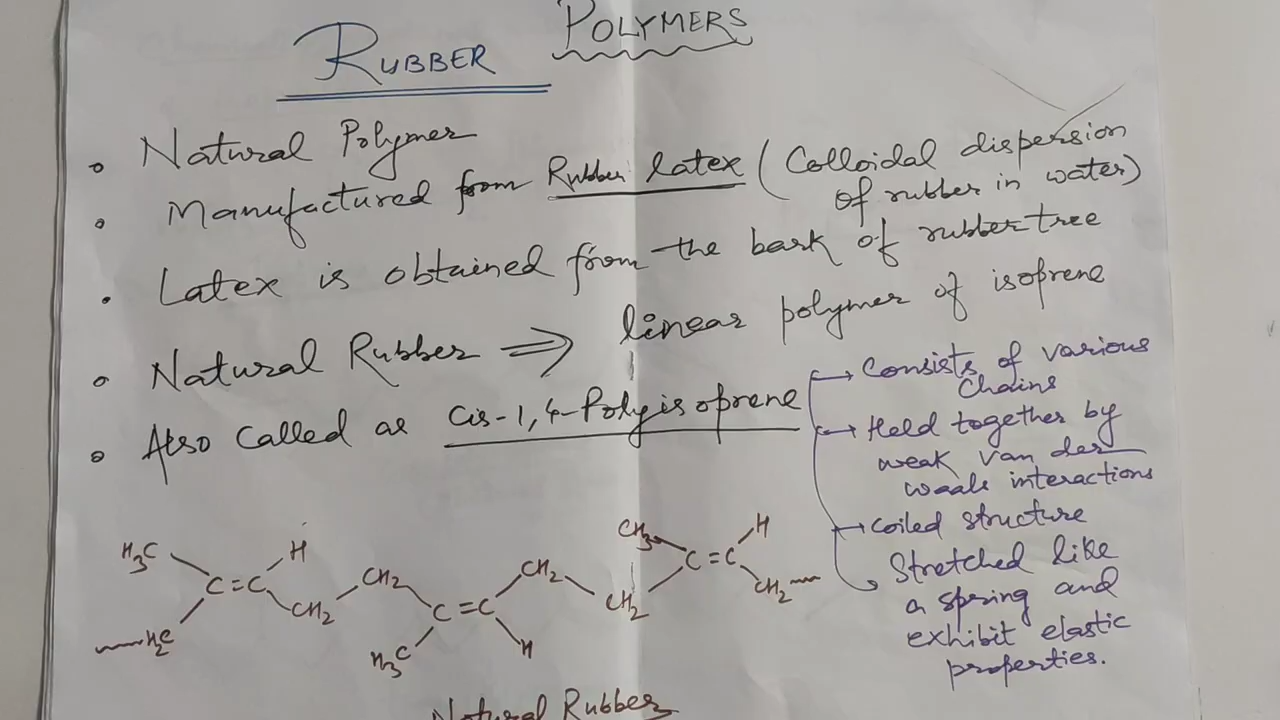 POLYMERS
RUBBER
• Natural Polymer
• Manufactured from Rubber latex (Colloidal dispersion
of rubber in water)
• Latex is obtained from the bark of rubber tree
• Natural Rubber ⇒ linear polymer of isoprene
• Also called as Cis-1,4-Polyisoprene
→ Consists of various
Chains
→ Held together by
weak Van der
waals interactions
→ Coiled structure
Stretched like
a spring and
exhibit elastic
properties.
H₃C H CH₂ CH₂ CH₃ H
C=C C=C C=C
H₂C CH₂ H₃C H CH₂ CH₂
Natural Rubber